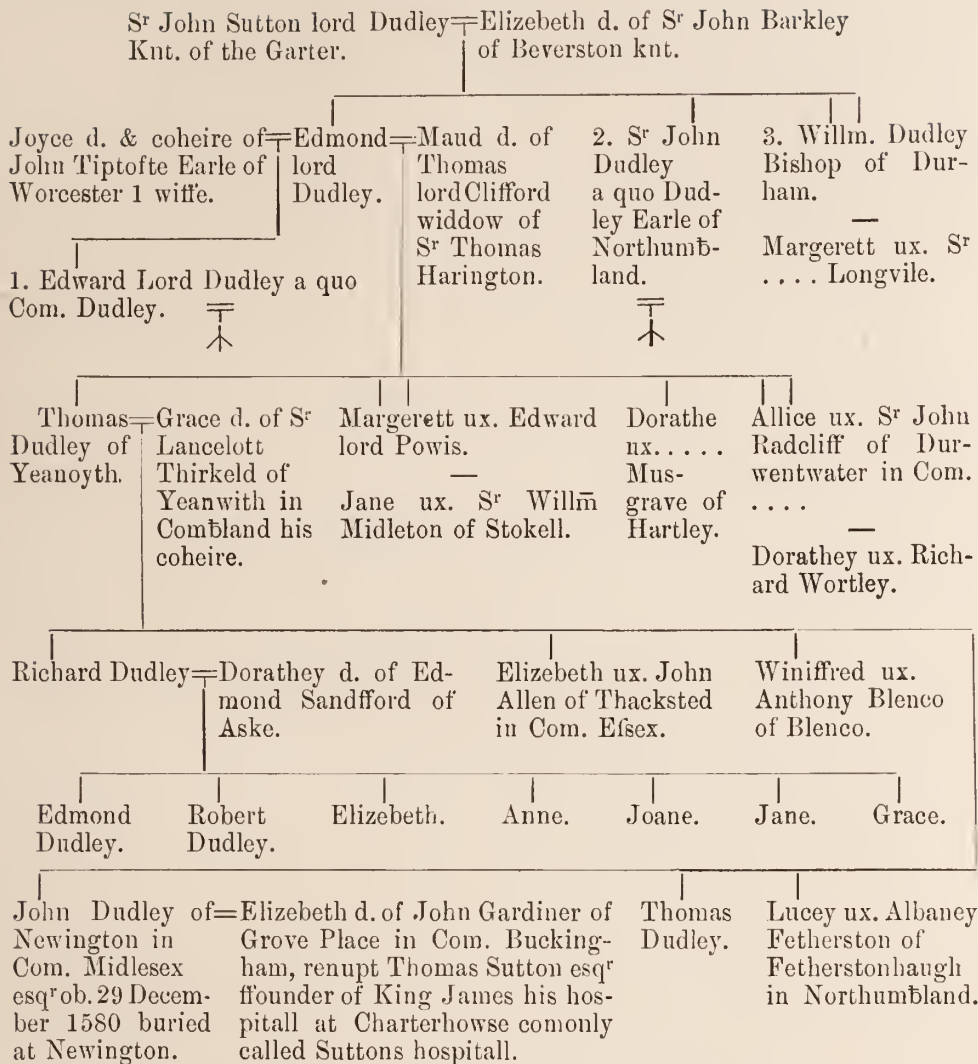 Sʳ John Sutton lord Dudley=Elizebeth d. of Sʳ John Barkley
Knt. of the Garter.
of Beverston knt.
Joyce d. & coheire of
John Tiptofte Earle of
Worcester 1 wiffe.
=Edmond=
lord
Dudley.
Maud d. of
Thomas
lord Clifford
widdow of
Sʳ Thomas
Harington.
2. Sʳ John
Dudley
a quo Dud-
ley Earle of
Northumƀ-
land.
3. Willm. Dudley
Bishop of Dur-
ham.
—
Margerett ux. Sʳ
. . . . Longvile.
1. Edward Lord Dudley a quo
Com. Dudley.
Thomas=
Dudley of
Yeanoyth.
Grace d. of Sʳ
Lancelott
Thirkeld of
Yeanwith in
Comƀland his
coheire.
Margerett ux. Edward
lord Powis.
—
Jane ux. Sʳ Willm̄
Midleton of Stokell.
Dorathe
ux. . . . .
Mus-
grave of
Hartley.
Allice ux. Sʳ John
Radcliff of Dur-
wentwater in Com.
. . . .
—
Dorathey ux. Rich-
ard Wortley.
Richard Dudley=Dorathey d. of Ed-
mond Sandfford of
Aske.
Elizebeth ux. John
Allen of Thacksted
in Com. Eſsex.
Winiffred ux.
Anthony Blenco
of Blenco.
Edmond
Dudley.
Robert
Dudley.
Elizebeth.
Anne.
Joane.
Jane.
Grace.
John Dudley of=
Newington in
Com. Midlesex
esqʳ ob. 29 Decem-
ber 1580 buried
at Newington.
Elizebeth d. of John Gardiner of
Grove Place in Com. Bucking-
ham, renupt Thomas Sutton esqʳ
ffounder of King James his hos-
pitall at Charterhowse comonly
called Suttons hospitall.
Thomas
Dudley.
Lucey ux. Albaney
Fetherston of
Fetherstonhaugh
in Northumƀland.